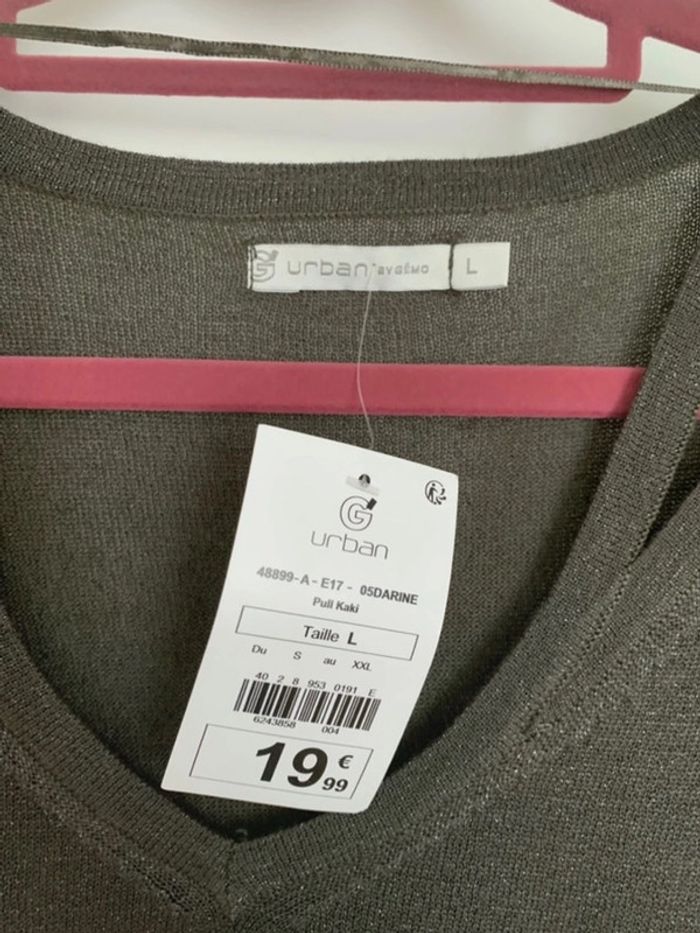 G urban BYGÉMO L
G
urban
48899-A-E17 - 05DARINE
Pull Kaki
Taille L
Du S au XXL
40 2 8 953 0191 E
6243858 004
19 €
99